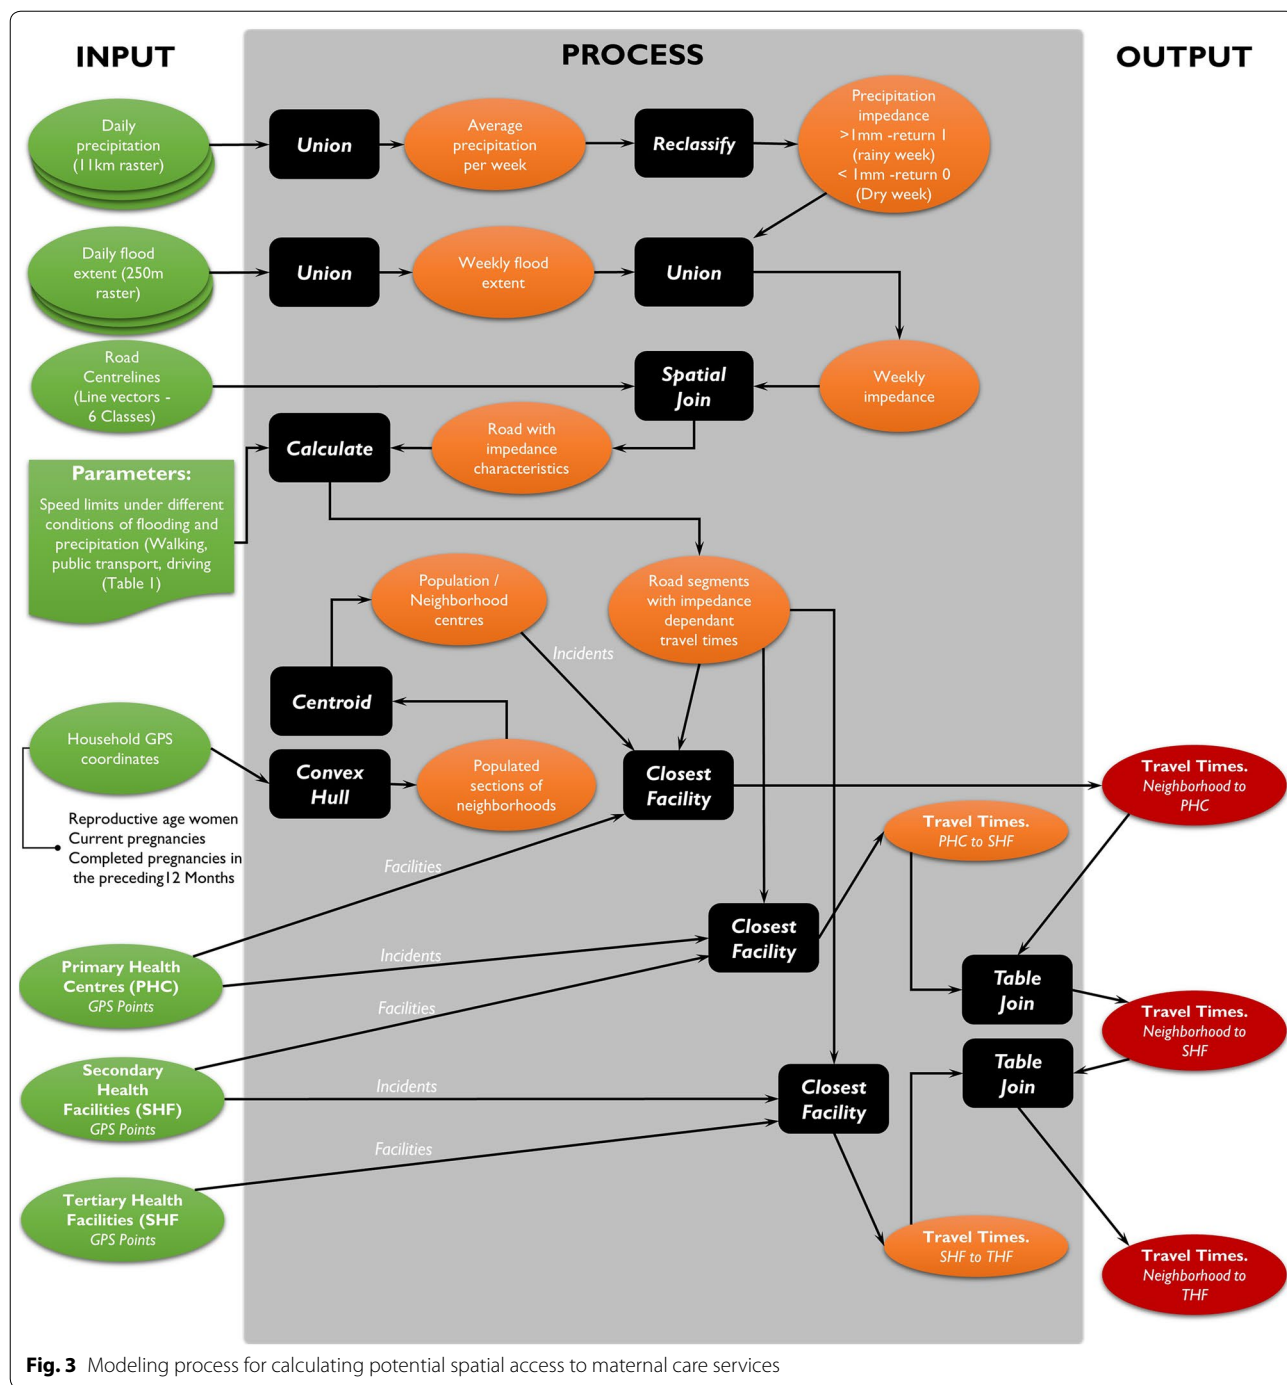 INPUT
PROCESS
OUTPUT
Daily
precipitation
(11km raster)
Union
Average
precipitation
per week
Reclassify
Precipitation
impedance
>1mm -return 1
(rainy week)
< 1mm -return 0
(Dry week)
Daily flood
extent (250m
raster)
Union
Weekly flood
extent
Union
Road
Centrelines
(Line vectors -
6 Classes)
Spatial
Join
Weekly
impedance
Calculate
Road with
impedance
characteristics
Parameters:
Speed limits under different
conditions of flooding and
precipitation (Walking,
public transport, driving
(Table 1)
Population /
Neighborhood
centres
Road segments
with impedance
dependant
travel times
Incidents
Centroid
Household GPS
coordinates
Convex
Hull
Populated
sections of
neighborhoods
Closest
Facility
Travel Times.
Neighborhood to
PHC
Reproductive age women
Current pregnancies
Completed pregnancies in
the preceding12 Months
Travel Times.
PHC to SHF
Facilities
Closest
Facility
Incidents
Primary Health
Centres (PHC)
GPS Points
Table
Join
Facilities
Travel Times.
Neighborhood to
SHF
Secondary
Health
Facilities (SHF)
GPS Points
Incidents
Closest
Facility
Table
Join
Facilities
Tertiary Health
Facilities (SHF
GPS Points
Travel Times.
SHF to THF
Travel Times.
Neighborhood to
THF
Fig. 3 Modeling process for calculating potential spatial access to maternal care services